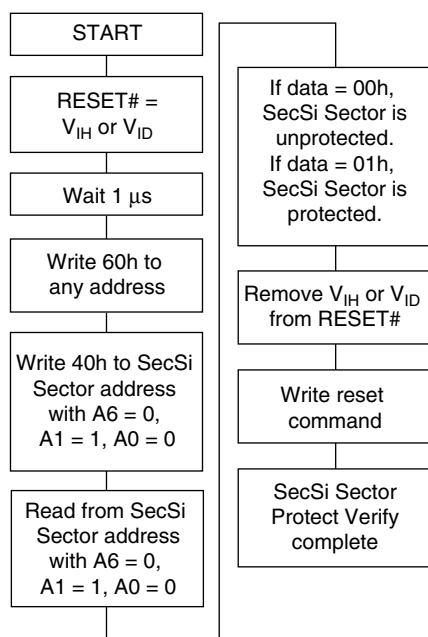 START
RESET# =
VIH or VID
Wait 1 μs
Write 60h to
any address
Write 40h to SecSi
Sector address
with A6 = 0,
A1 = 1, A0 = 0
Read from SecSi
Sector address
with A6 = 0,
A1 = 1, A0 = 0
If data = 00h,
SecSi Sector is
unprotected.
If data = 01h,
SecSi Sector is
protected.
Remove VIH or VID
from RESET#
Write reset
command
SecSi Sector
Protect Verify
complete